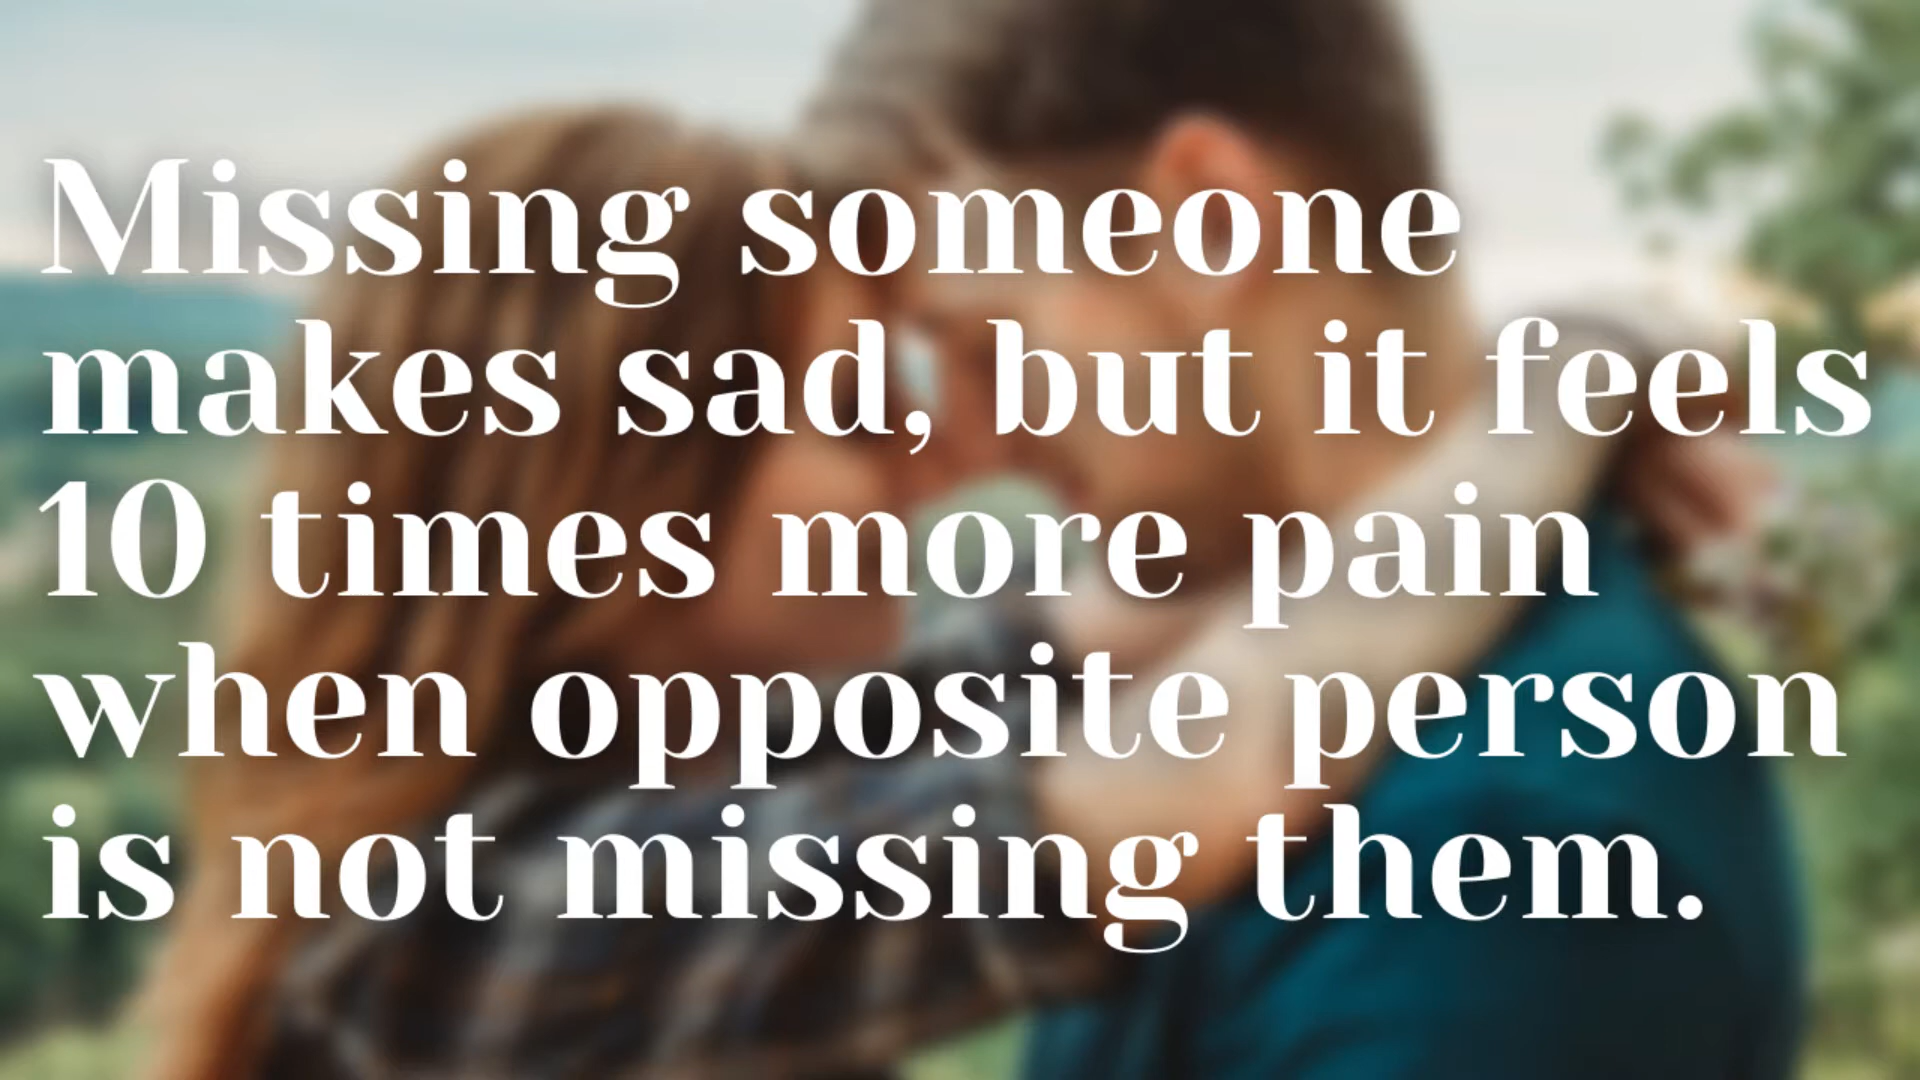 Missing someone
makes sad, but it feels
10 times more pain
when opposite person
is not missing them.